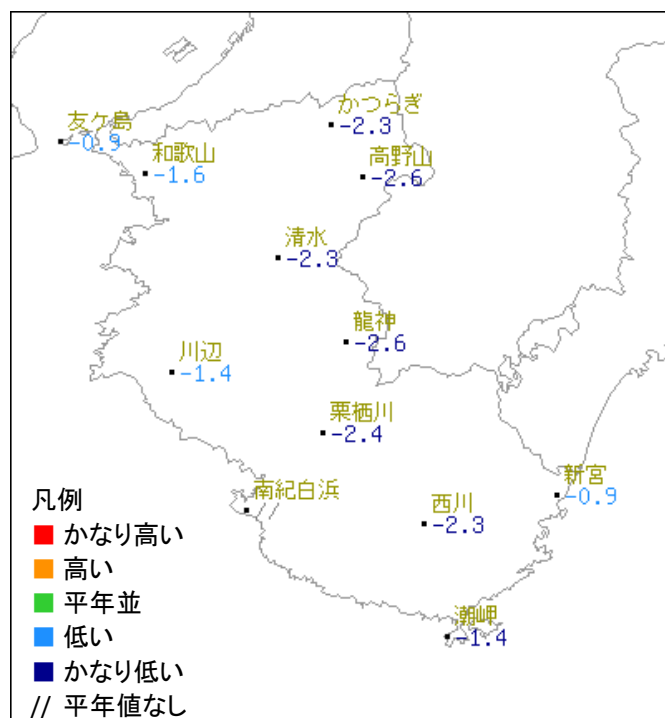 かつらぎ
-2.3
友ケ島
-0.9
和歌山
-1.6
高野山
-2.6
清水
-2.3
龍神
-2.6
川辺
-1.4
栗栖川
-2.4
南紀白浜
//
西川
-2.3
新宮
-0.9
潮岬
-1.4
凡例
かなり高い
高い
平年並
低い
かなり低い
// 平年値なし